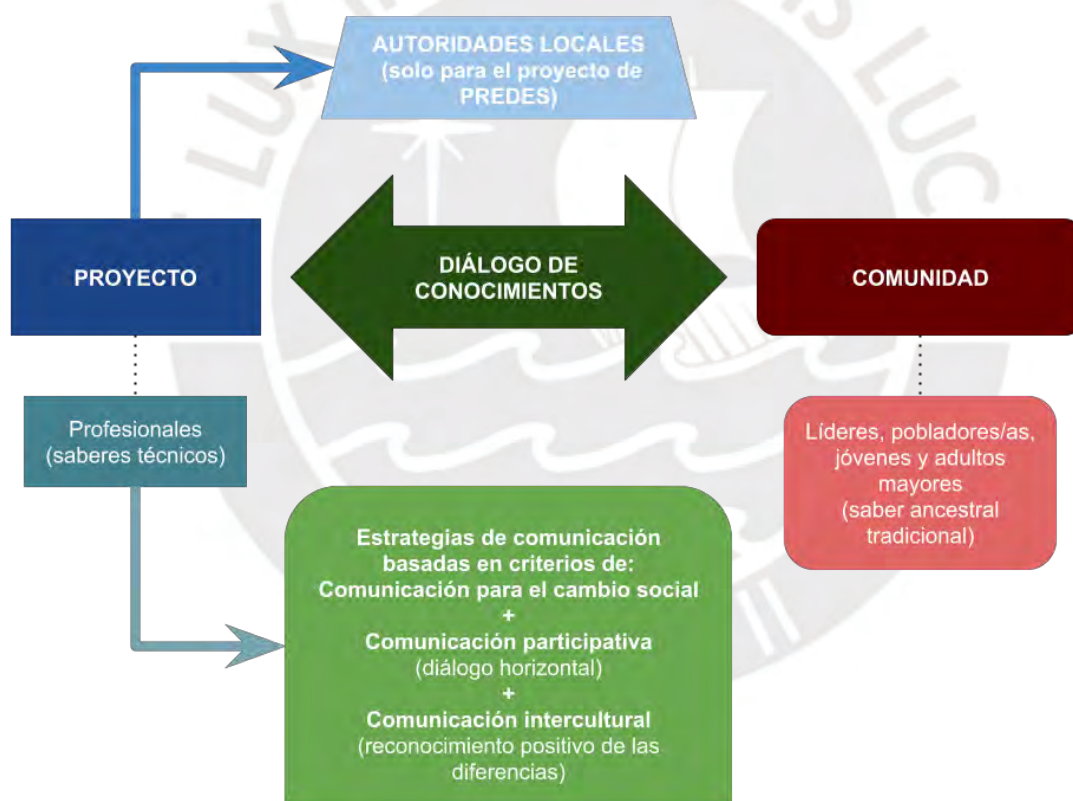 AUTORIDADES LOCALES
(solo para el proyecto de
PREDES)
PROYECTO
DIÁLOGO DE
CONOCIMIENTOS
COMUNIDAD
Profesionales
(saberes técnicos)
Líderes, pobladores/as,
jóvenes y adultos
mayores
(saber ancestral
tradicional)
Estrategias de comunicación
basadas en criterios de:
Comunicación para el cambio social
+
Comunicación participativa
(diálogo horizontal)
+
Comunicación intercultural
(reconocimiento positivo de las
diferencias)